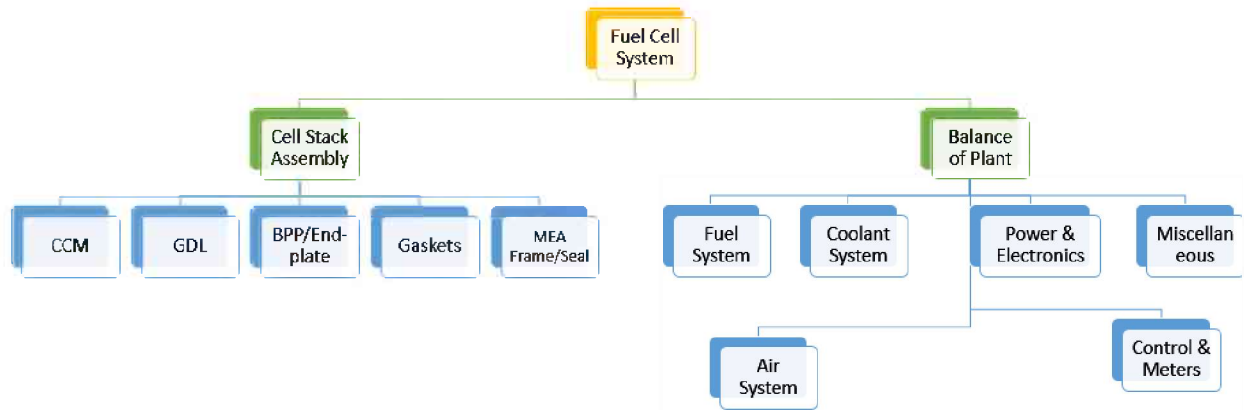 Fuel Cell
System
Cell Stack
Assembly
Balance
of Plant
CCM
GDL
BPP/End-
plate
Gaskets
MEA
Frame/Seal
Fuel
System
Coolant
System
Power &
Electronics
Miscellan
eous
Air
System
Control &
Meters